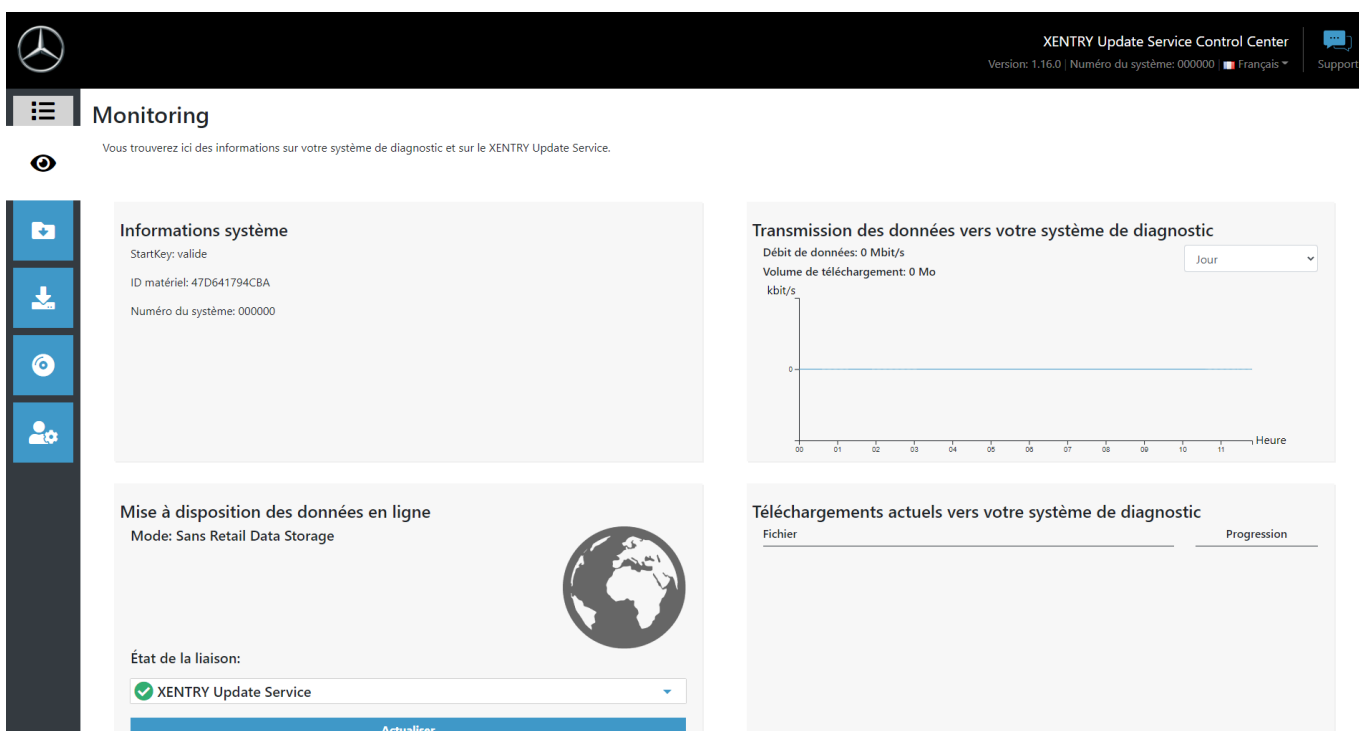 XENTRY Update Service Control Center
Version: 1.16.0 | Numéro du système: 000000 | Français
Support
Monitoring
Vous trouverez ici des informations sur votre système de diagnostic et sur le XENTRY Update Service.
Informations système
StartKey: valide
ID matériel: 47D641794CBA
Numéro du système: 000000
Transmission des données vers votre système de diagnostic
Débit de données: 0 Mbit/s
Jour
Volume de téléchargement: 0 Mo
kbit/s
0
00 01 02 03 04 05 06 07 08 09 10 11 Heure
Mise à disposition des données en ligne
Mode: Sans Retail Data Storage
État de la liaison:
XENTRY Update Service
Actualiser
Téléchargements actuels vers votre système de diagnostic
Fichier Progression